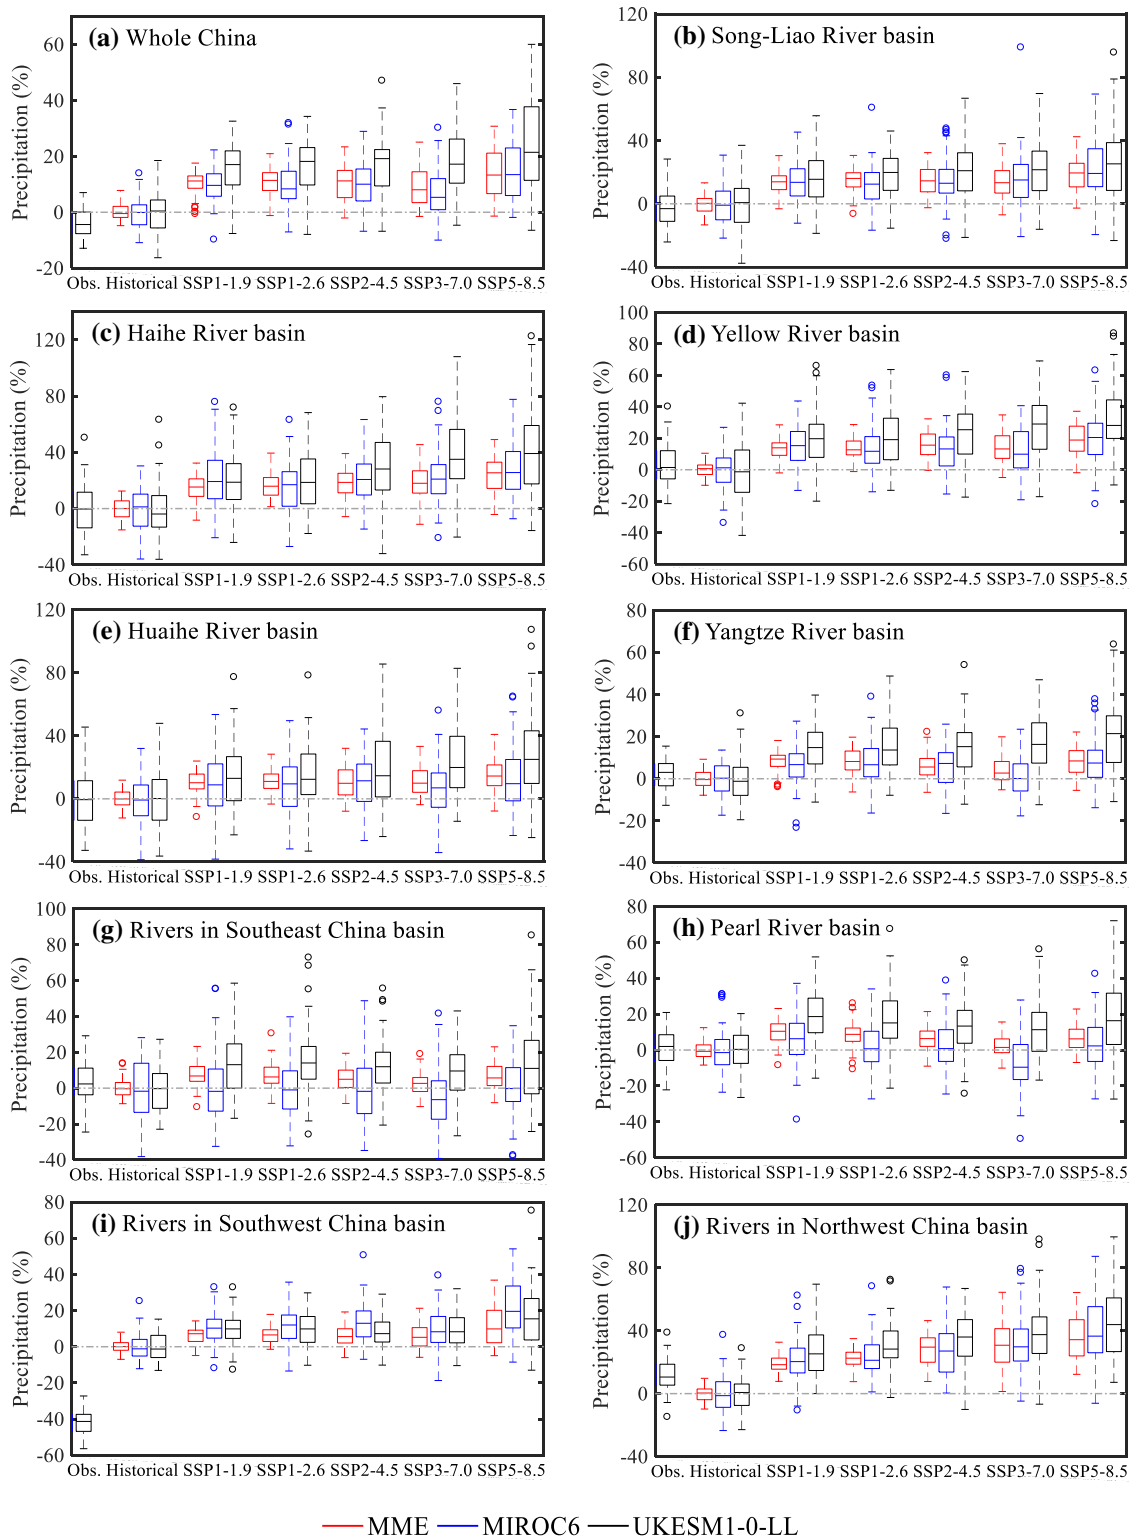 (a) Whole China
Precipitation (%)
60
40
20
0
-20
Obs. Historical SSP1-1.9 SSP1-2.6 SSP2-4.5 SSP3-7.0 SSP5-8.5
(b) Song-Liao River basin
Precipitation (%)
120
80
40
0
-40
Obs. Historical SSP1-1.9 SSP1-2.6 SSP2-4.5 SSP3-7.0 SSP5-8.5
(c) Haihe River basin
Precipitation (%)
120
80
40
0
-40
Obs. Historical SSP1-1.9 SSP1-2.6 SSP2-4.5 SSP3-7.0 SSP5-8.5
(d) Yellow River basin
Precipitation (%)
100
80
60
40
20
0
-20
-40
-60
Obs. Historical SSP1-1.9 SSP1-2.6 SSP2-4.5 SSP3-7.0 SSP5-8.5
(e) Huaihe River basin
Precipitation (%)
120
80
40
0
-40
Obs. Historical SSP1-1.9 SSP1-2.6 SSP2-4.5 SSP3-7.0 SSP5-8.5
(f) Yangtze River basin
Precipitation (%)
80
60
40
20
0
-20
-40
Obs. Historical SSP1-1.9 SSP1-2.6 SSP2-4.5 SSP3-7.0 SSP5-8.5
(g) Rivers in Southeast China basin
Precipitation (%)
100
80
60
40
20
0
-20
-40
Obs. Historical SSP1-1.9 SSP1-2.6 SSP2-4.5 SSP3-7.0 SSP5-8.5
(h) Pearl River basin
Precipitation (%)
80
60
40
20
0
-20
-40
-60
Obs. Historical SSP1-1.9 SSP1-2.6 SSP2-4.5 SSP3-7.0 SSP5-8.5
(i) Rivers in Southwest China basin
Precipitation (%)
80
60
40
20
0
-20
-40
-60
Obs. Historical SSP1-1.9 SSP1-2.6 SSP2-4.5 SSP3-7.0 SSP5-8.5
(j) Rivers in Northwest China basin
Precipitation (%)
120
80
40
0
-40
Obs. Historical SSP1-1.9 SSP1-2.6 SSP2-4.5 SSP3-7.0 SSP5-8.5
MME MIROC6 UKESM1-0-LL